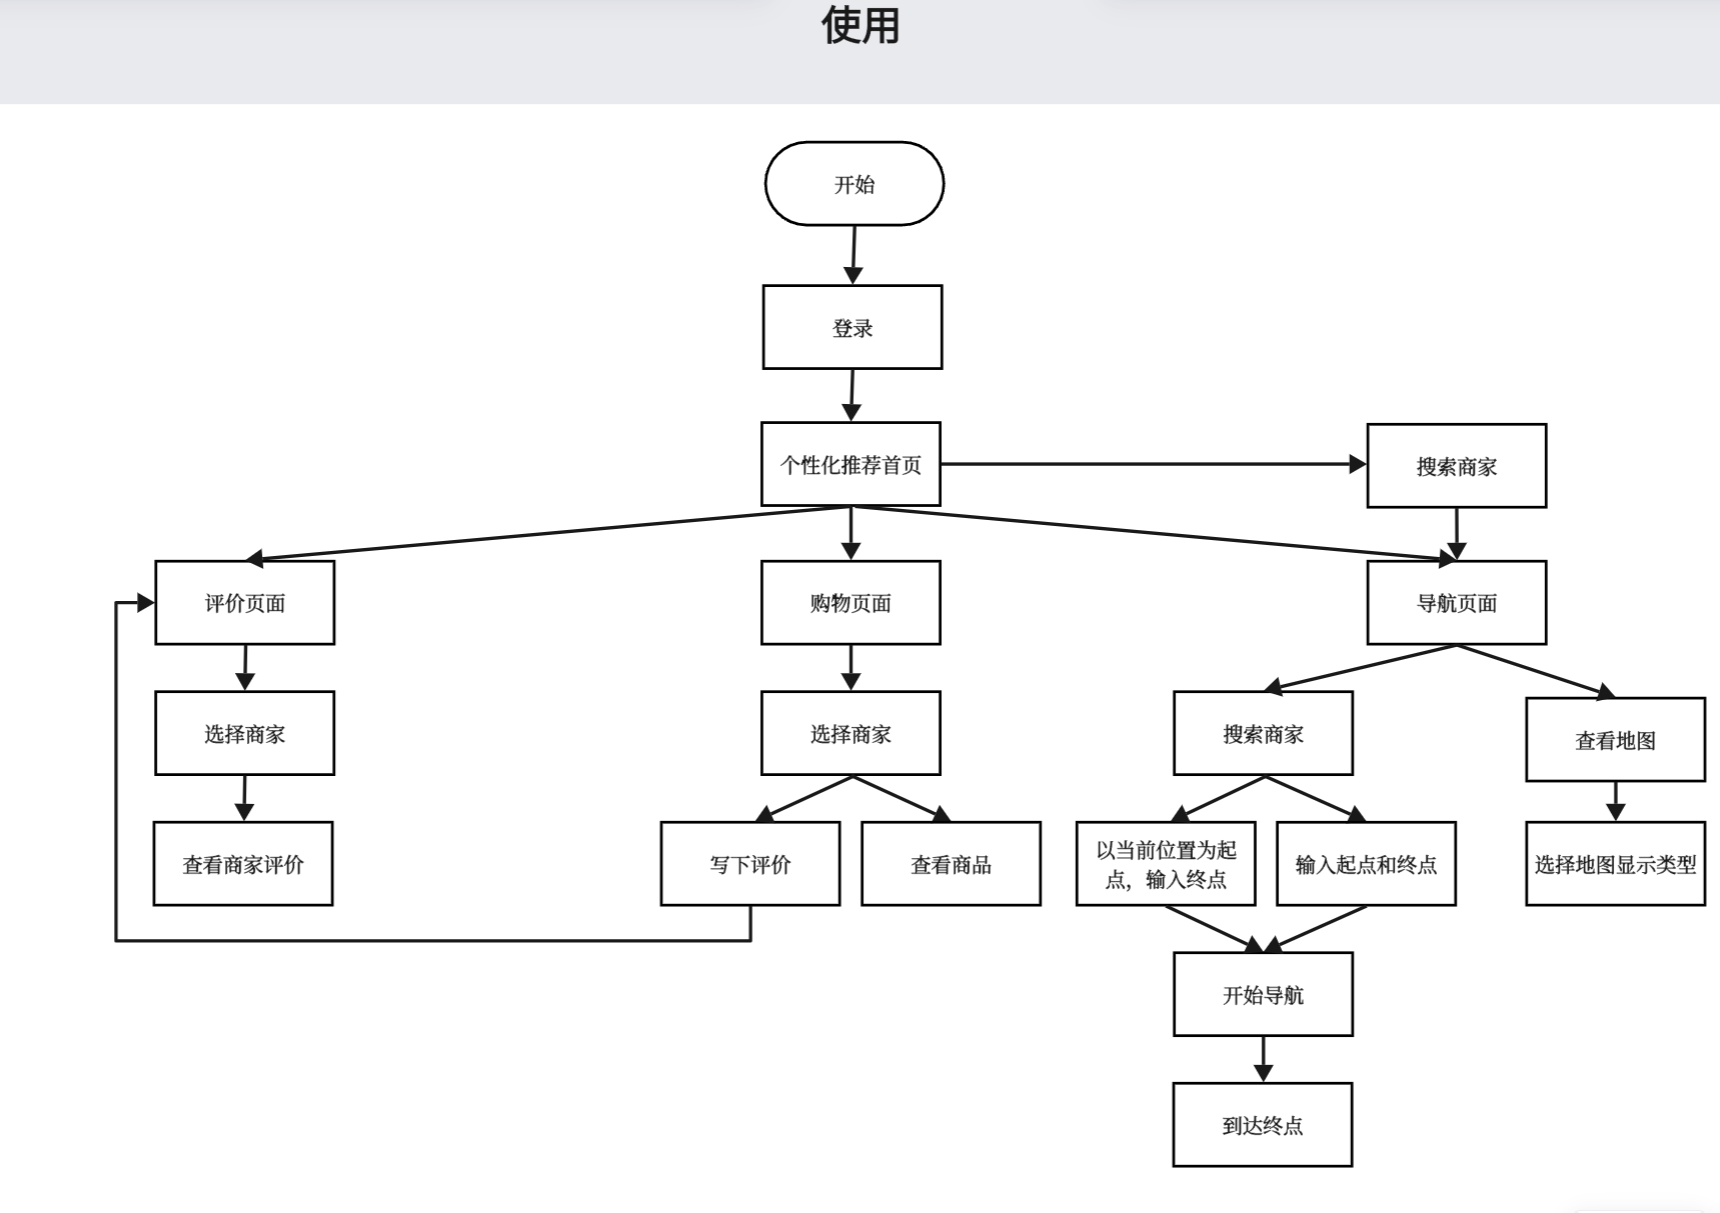 使用
开始
登录
个性化推荐首页
搜索商家
评价页面
购物页面
导航页面
选择商家
选择商家
搜索商家
查看地图
查看商家评价
写下评价
查看商品
以当前位置为起
点，输入终点
输入起点和终点
选择地图显示类型
开始导航
到达终点